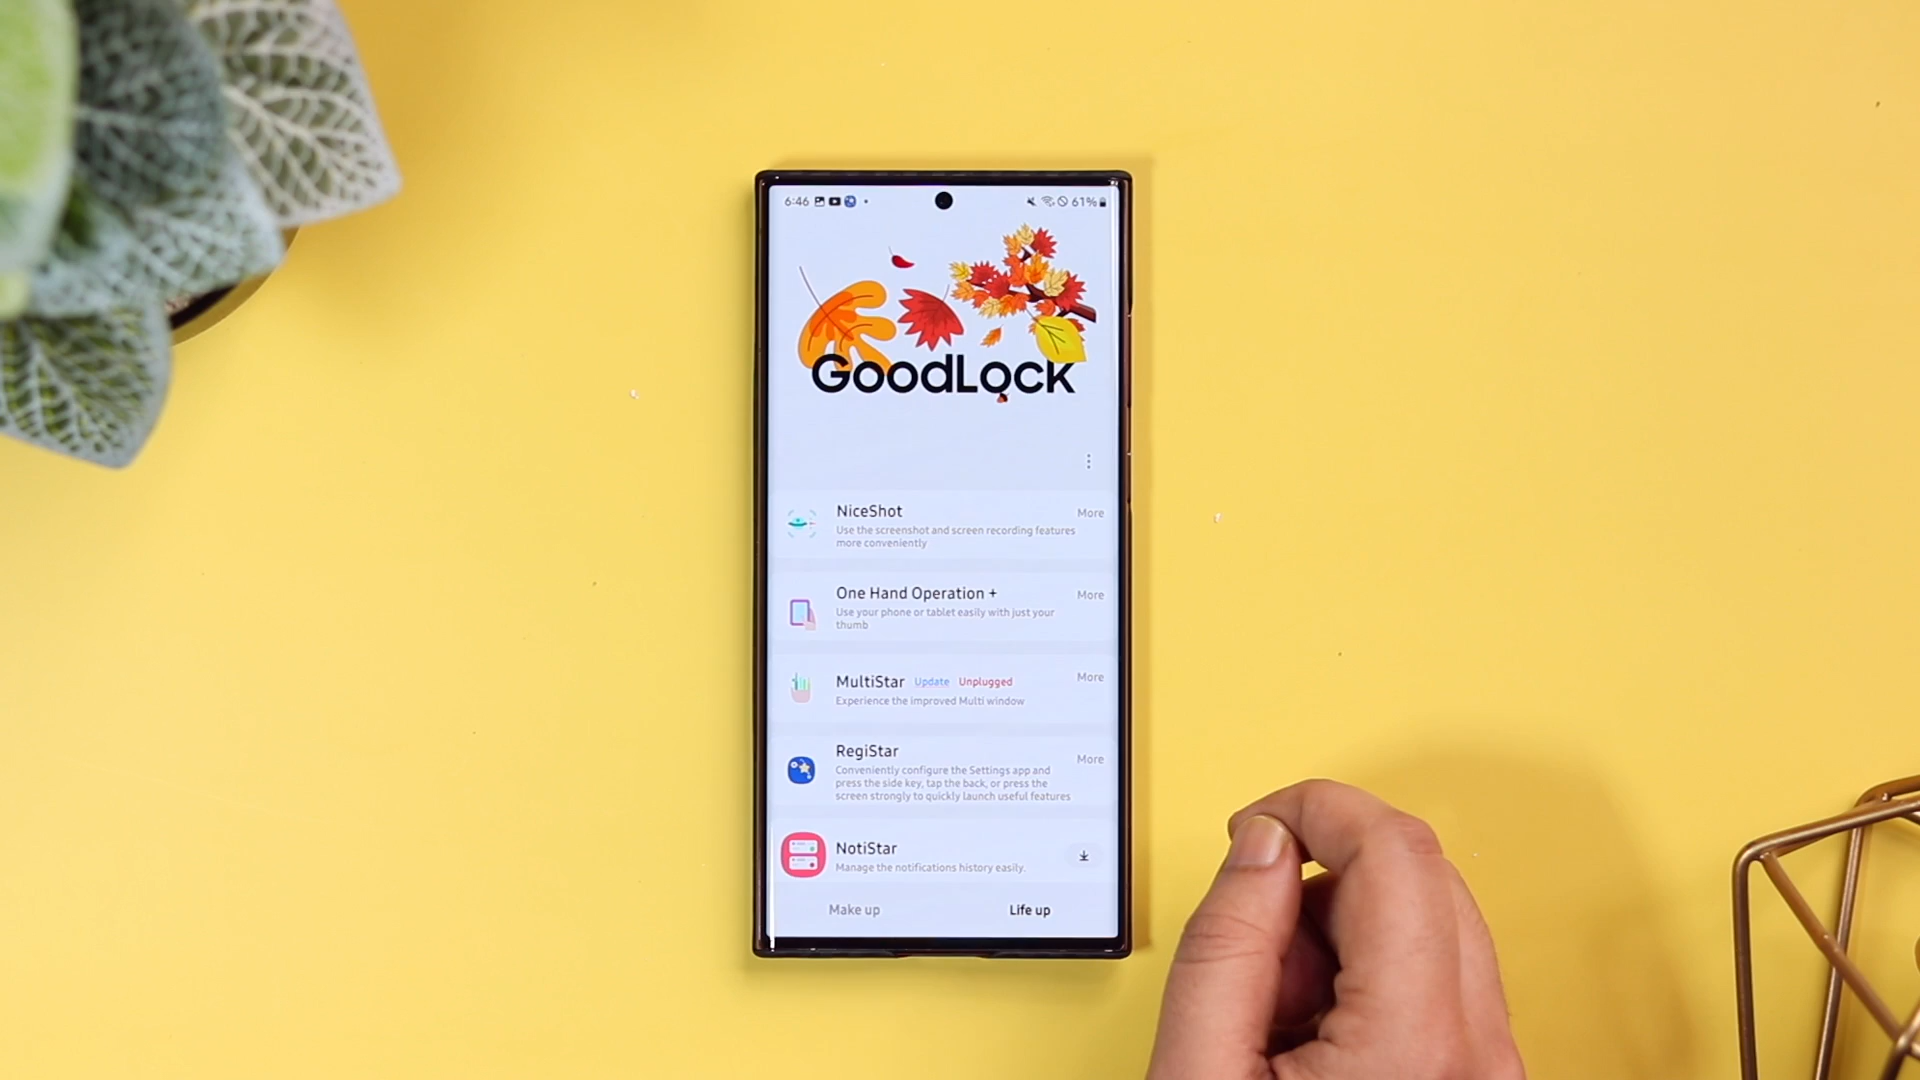 6:46 61%
GoodLock
NiceShot More
Use the screenshot and screen recording features
more conveniently
One Hand Operation + More
Use your phone or tablet easily with just your
thumb
MultiStar Update Unplugged More
Experience the improved Multi window
RegiStar More
Conveniently configure the Settings app and
press the side key, tap the back, or press the
screen strongly to quickly launch useful features
NotiStar
Manage the notifications history easily.
Make up Life up